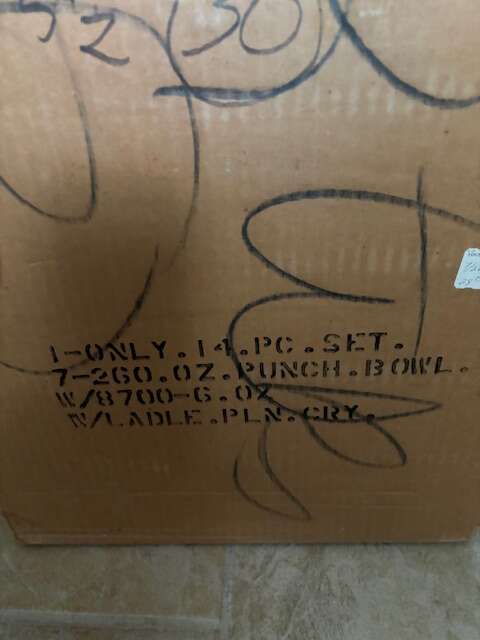 52 (30)
1-ONLY.14.PC.SET.
7-260.OZ.PUNCH.BOWL.
W/8700-6.OZ
W/LADLE.PLN.CRY.